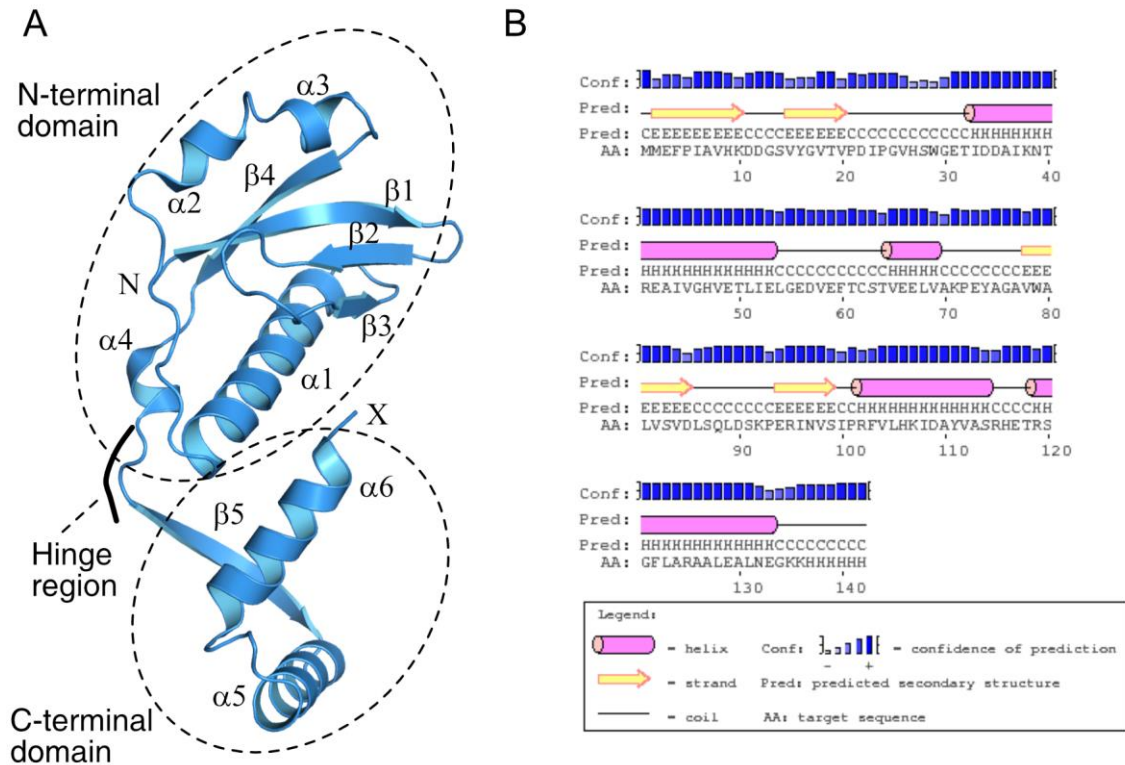 A
B
N-terminal
domain
α3
α2
β4
β1
β2
N
β3
α4
α1
X
α6
β5
Hinge
region
α5
C-terminal
domain
Conf:
Pred:
Pred: CEEEEEEEEECCCCEEEEEECCCCCCCCCCCCHHHHHHHH
AA: MMEFPIAVHKDDGSVYGVTVPDIPGVHSWGETIDDAIKNT
10 20 30 40
Conf:
Pred:
Pred: HHHHHHHHHHHHHCCCCCCCCCCCHHHHHCCCCCCCCEEE
AA: REAIVGHVETLIELGEDVEFTCSTVEELVAKPEYAGAVWA
50 60 70 80
Conf:
Pred:
Pred: EEEEECCCCCCCCEEEEEECCHHHHHHHHHHHHHCCCCHH
AA: LVSVDLSQLDSKPERINVSIPRFVLHKIDAYVASRHETRS
90 100 110 120
Conf:
Pred:
Pred: HHHHHHHHHHHHHCCCCCCCCC
AA: GFLARAALEALNEGKKHHHHHH
130 140
Legend:
= helix Conf: - + = confidence of prediction
= strand Pred: predicted secondary structure
= coil AA: target sequence